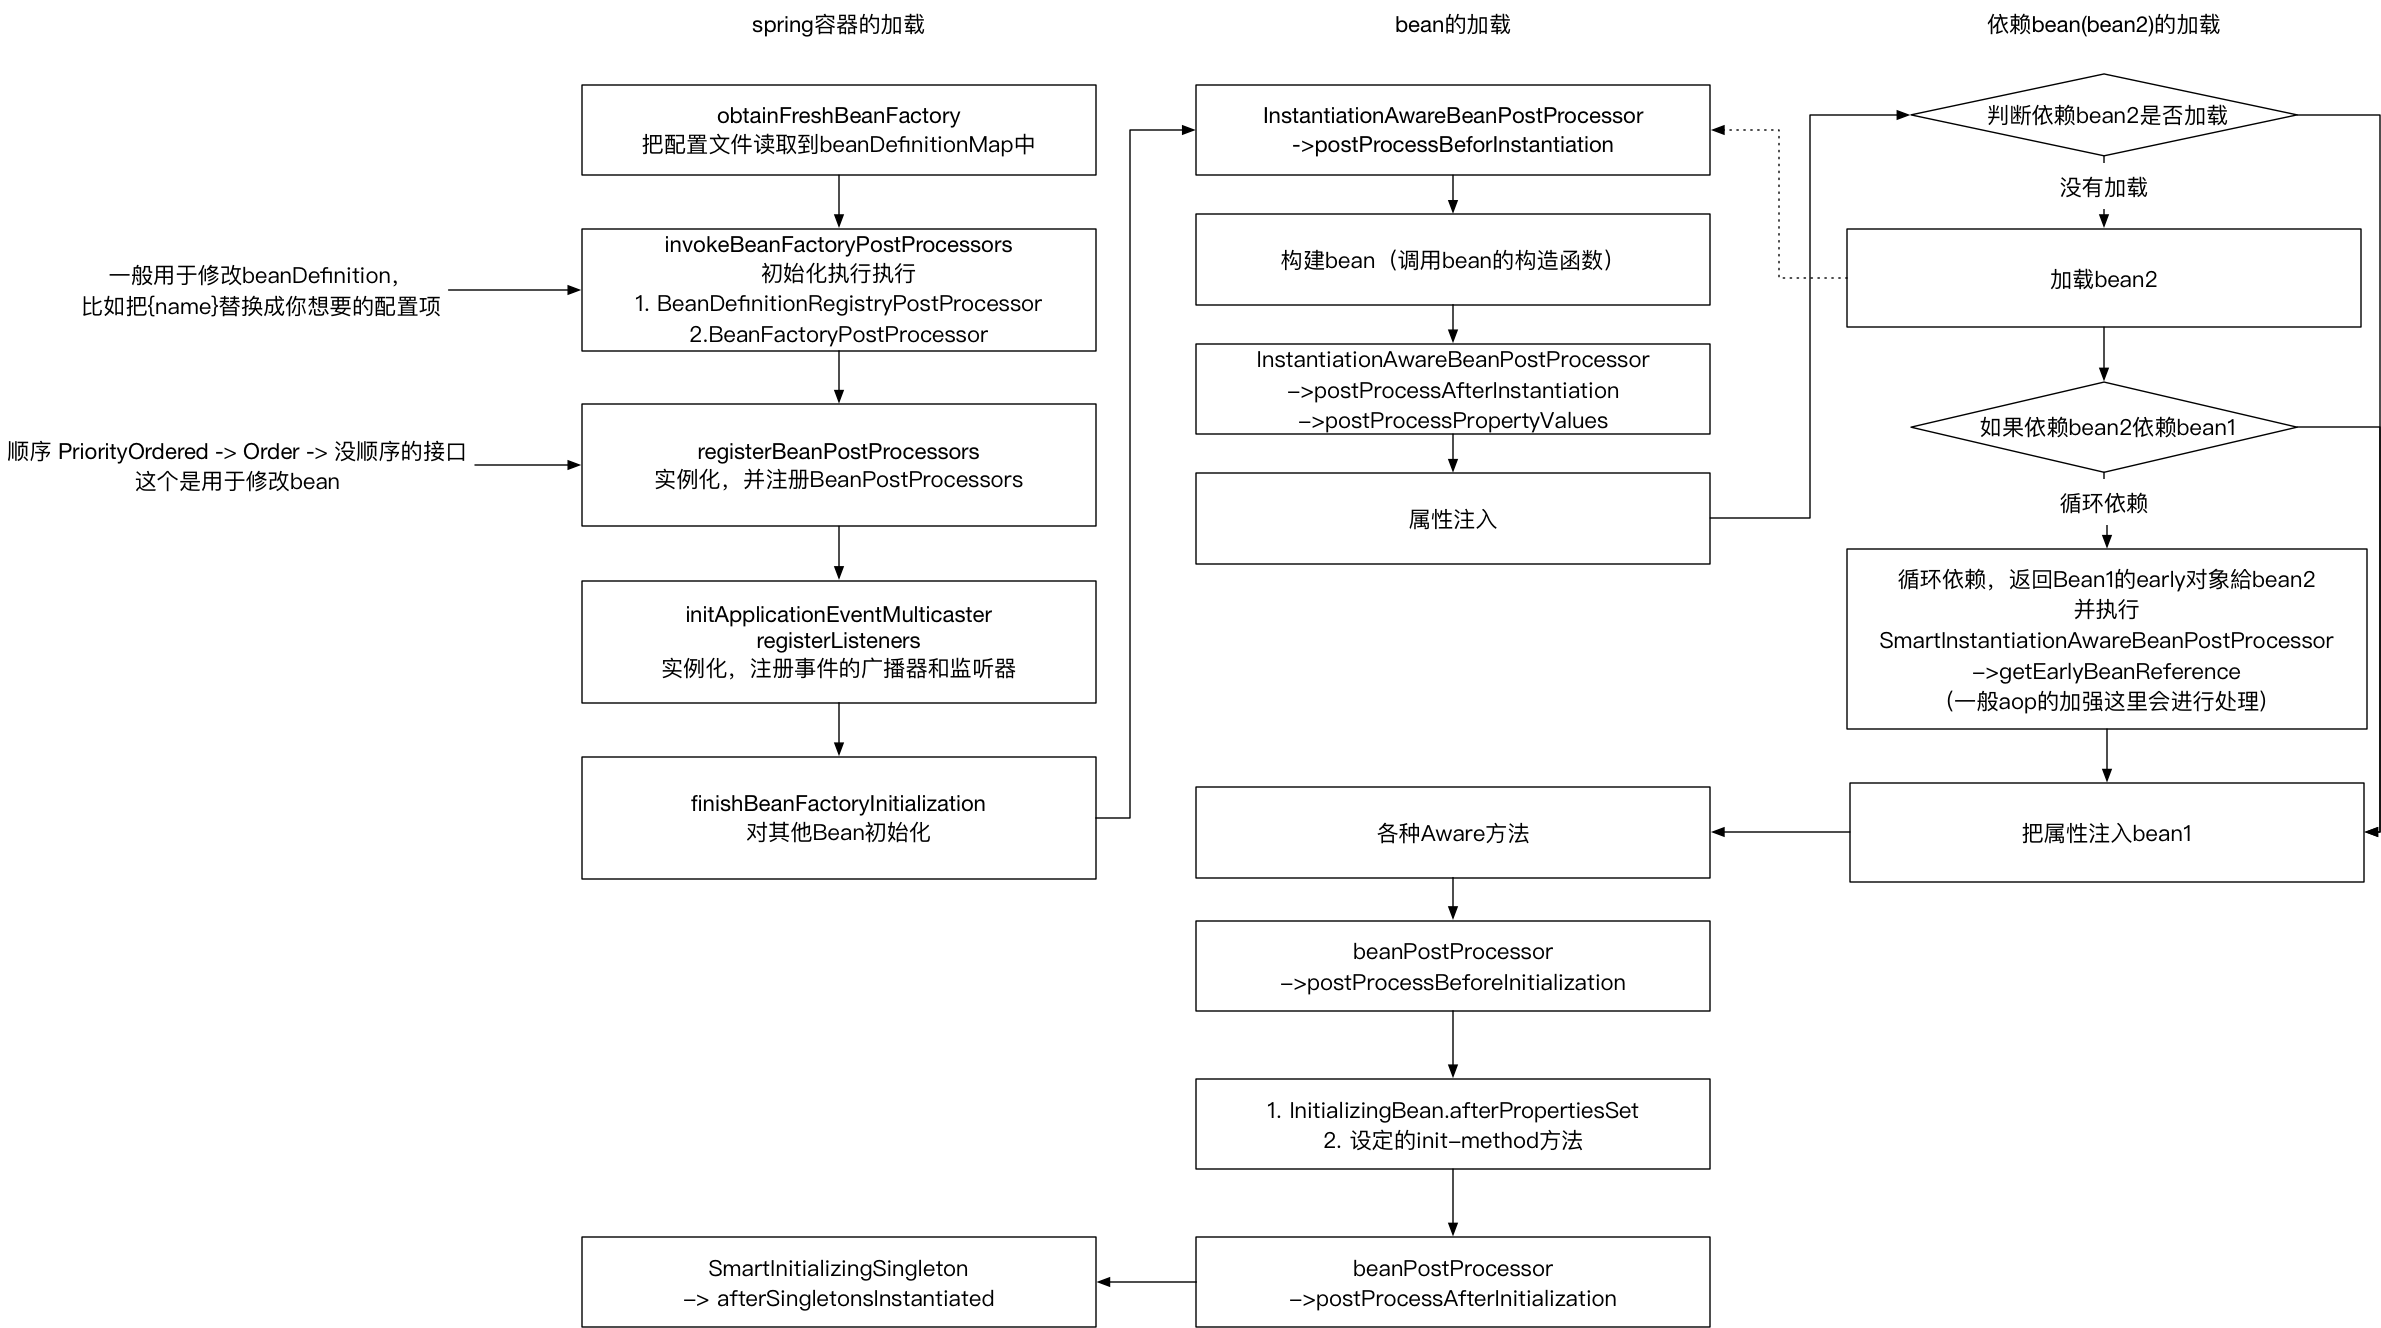 spring容器的加载
bean的加载
依赖bean(bean2)的加载
obtainFreshBeanFactory
把配置文件读取到beanDefinitionMap中
一般用于修改beanDefinition，
比如把{name}替换成你想要的配置项
invokeBeanFactoryPostProcessors
初始化执行执行
1. BeanDefinitionRegistryPostProcessor
2.BeanFactoryPostProcessor
顺序 PriorityOrdered -> Order -> 没顺序的接口
这个是用于修改bean
registerBeanPostProcessors
实例化，并注册BeanPostProcessors
initApplicationEventMulticaster
registerListeners
实例化，注册事件的广播器和监听器
finishBeanFactoryInitialization
对其他Bean初始化
InstantiationAwareBeanPostProcessor
->postProcessBeforInstantiation
构建bean（调用bean的构造函数）
InstantiationAwareBeanPostProcessor
->postProcessAfterInstantiation
->postProcessPropertyValues
属性注入
判断依赖bean2是否加载
没有加载
加载bean2
如果依赖bean2依赖bean1
循环依赖
循环依赖，返回Bean1的early对象給bean2
并执行
SmartInstantiationAwareBeanPostProcessor
->getEarlyBeanReference
（一般aop的加强这里会进行处理）
把属性注入bean1
各种Aware方法
beanPostProcessor
->postProcessBeforeInitialization
1. InitializingBean.afterPropertiesSet
2. 设定的init-method方法
beanPostProcessor
->postProcessAfterInitialization
SmartInitializingSingleton
-> afterSingletonsInstantiated